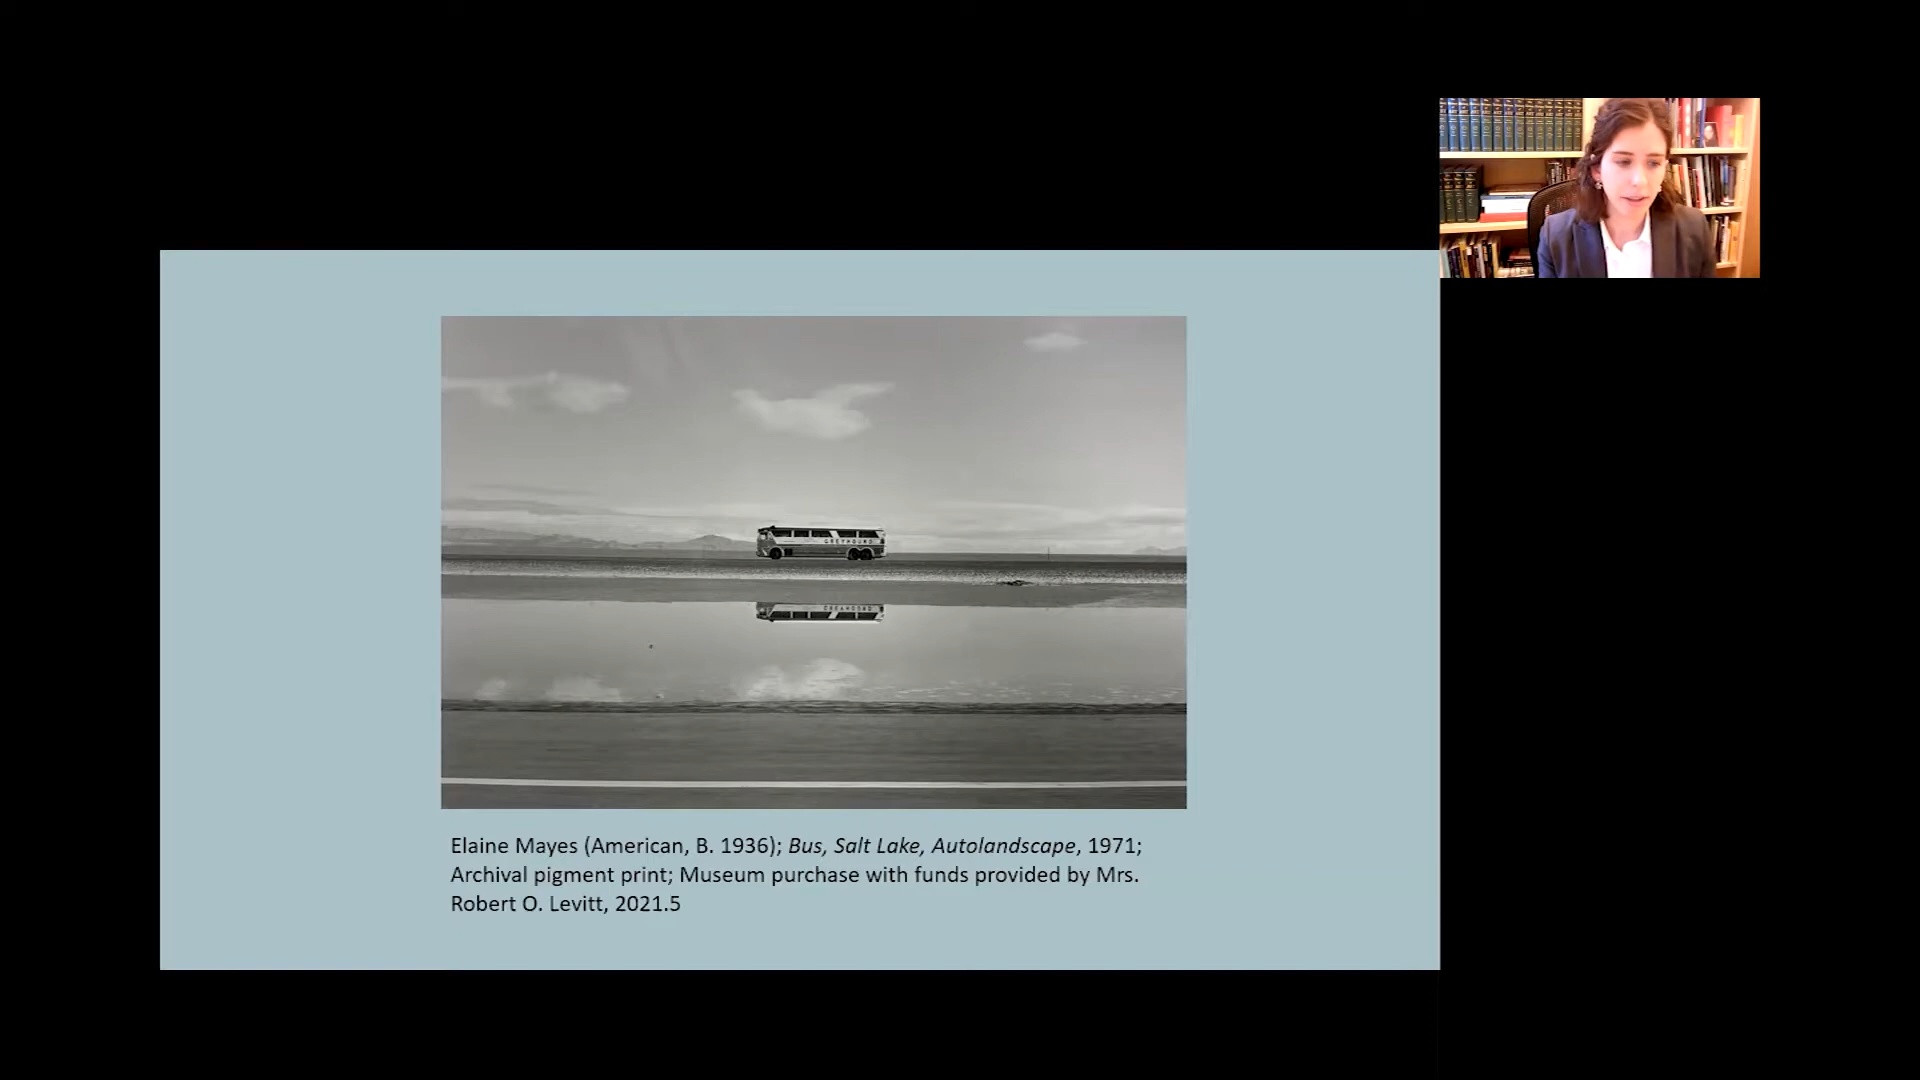 GREYHOUND
Elaine Mayes (American, B. 1936); Bus, Salt Lake, Autolandscape, 1971;
Archival pigment print; Museum purchase with funds provided by Mrs.
Robert O. Levitt, 2021.5